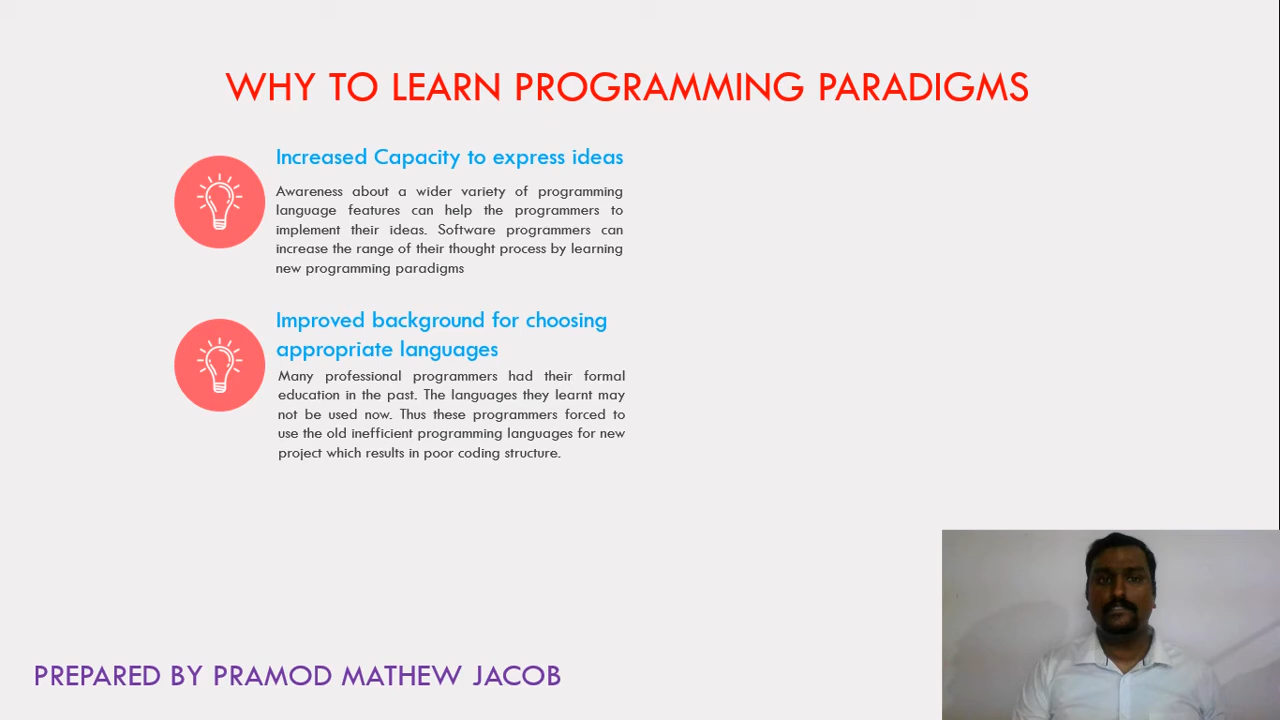 WHY TO LEARN PROGRAMMING PARADIGMS
Increased Capacity to express ideas
Awareness about a wider variety of programming
language features can help the programmers to
implement their ideas. Software programmers can
increase the range of their thought process by learning
new programming paradigms
Improved background for choosing
appropriate languages
Many professional programmers had their formal
education in the past. The languages they learnt may
not be used now. Thus these programmers forced to
use the old inefficient programming languages for new
project which results in poor coding structure.
PREPARED BY PRAMOD MATHEW JACOB